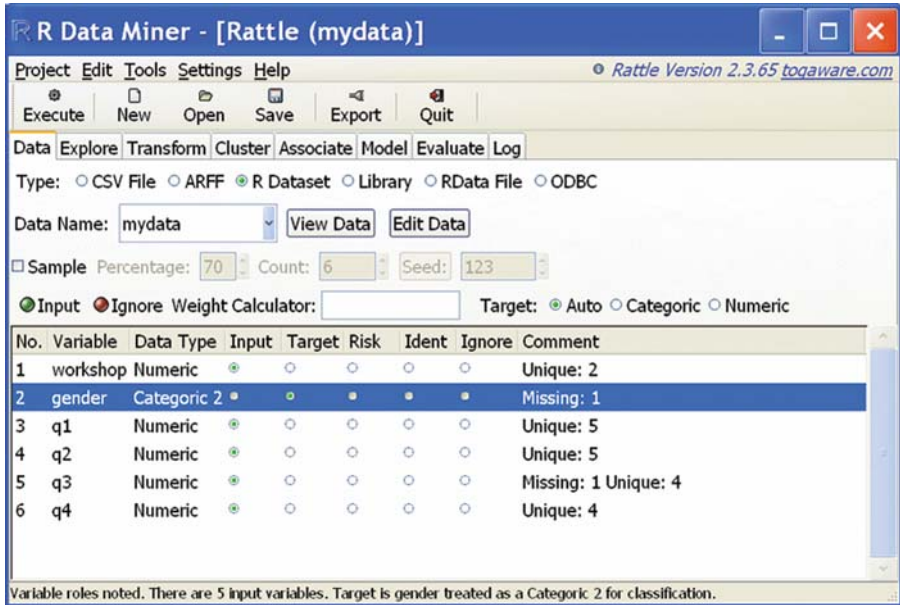 R Data Miner - [Rattle (mydata)]
Project Edit Tools Settings Help Rattle Version 2.3.65 togaware.com
Execute New Open Save Export Quit
Data Explore Transform Cluster Associate Model Evaluate Log
Type: CSV File ARFF R Dataset Library RData File ODBC
Data Name: mydata View Data Edit Data
Sample Percentage: 70 Count: 6 Seed: 123
Input Ignore Weight Calculator: Target: Auto Categoric Numeric
No. Variable Data Type Input Target Risk Ident Ignore Comment
1 workshop Numeric Unique: 2
2 gender Categoric 2 Missing: 1
3 q1 Numeric Unique: 5
4 q2 Numeric Unique: 5
5 q3 Numeric Missing: 1 Unique: 4
6 q4 Numeric Unique: 4
Variable roles noted. There are 5 input variables. Target is gender treated as a Categoric 2 for classification.